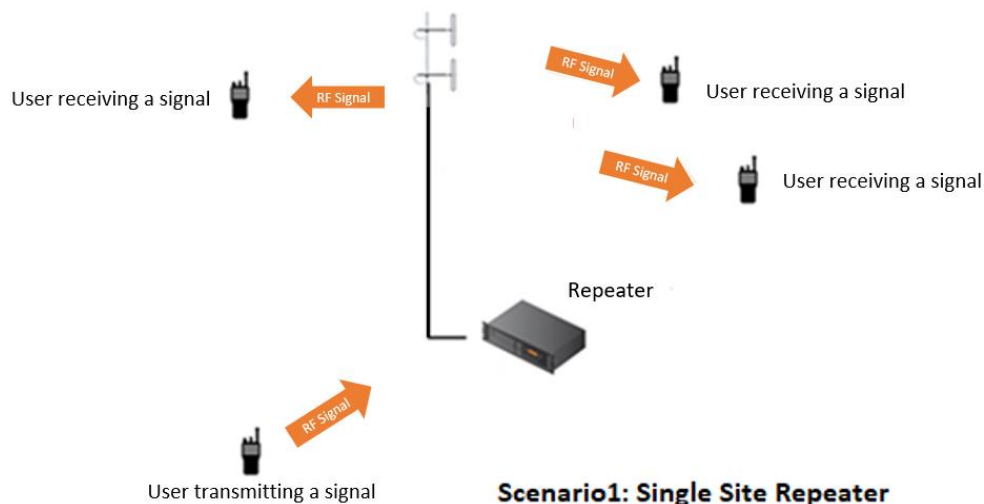 RF Signal
User receiving a signal
RF Signal
User receiving a signal
RF Signal
User receiving a signal
Repeater
RF Signal
User transmitting a signal
Scenario1: Single Site Repeater